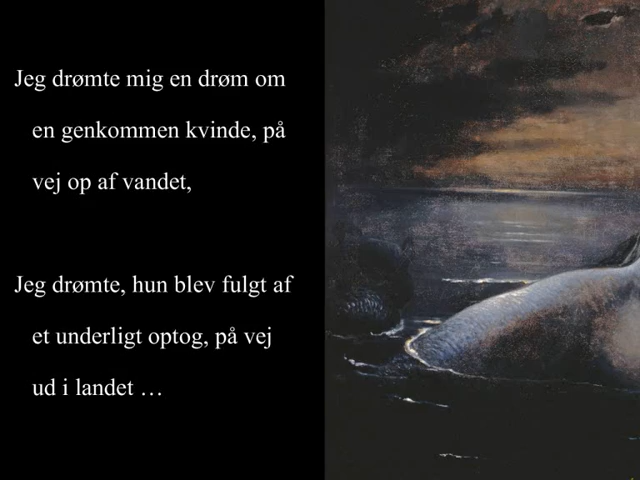 Jeg drømte mig en drøm om
en genkommen kvinde, på
vej op af vandet,
Jeg drømte, hun blev fulgt af
et underligt optog, på vej
ud i landet …